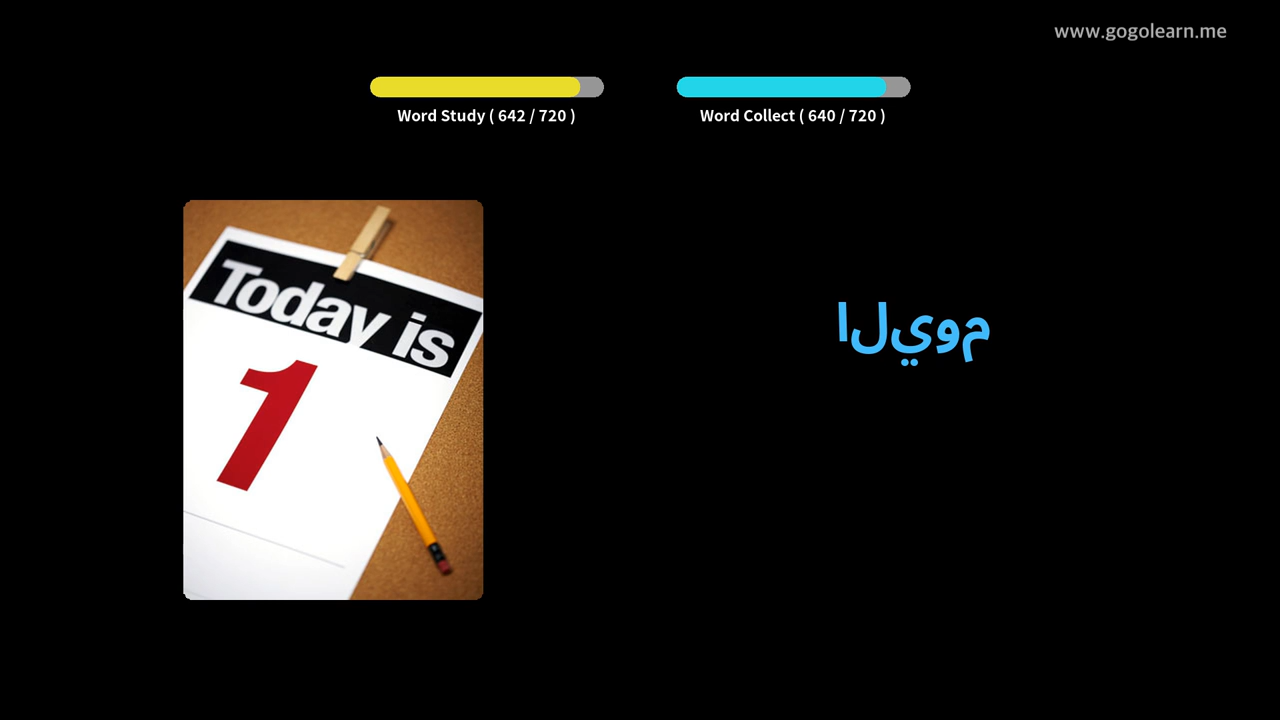 www.gogolearn.me
Word Study ( 642 / 720 )
Word Collect ( 640 / 720 )
Today is
1
اليوم